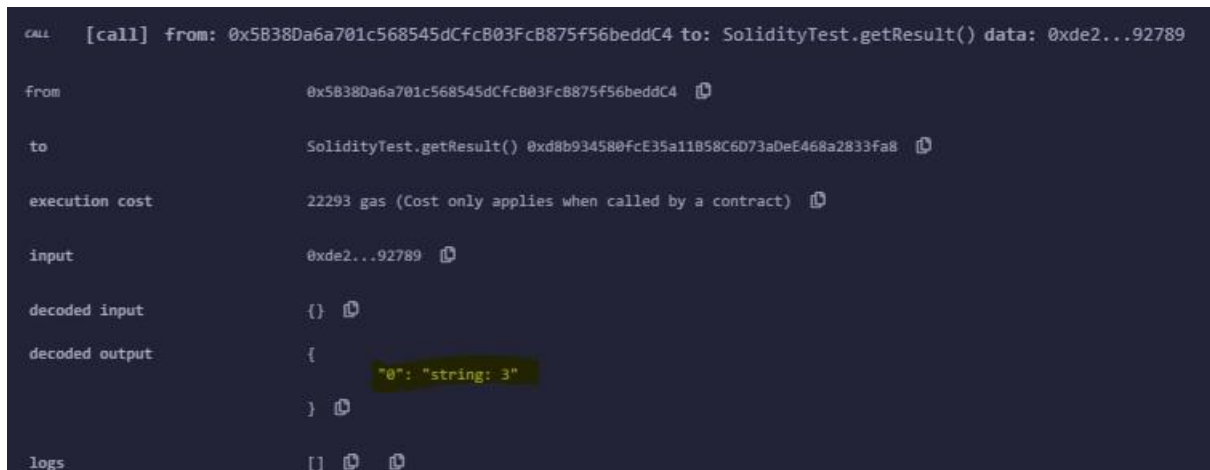 CALL [call] from: 0x5B38Da6a701c568545dCfcB03FcB875f56beddC4 to: SolidityTest.getResult() data: 0xde2...92789
from 0x5B38Da6a701c568545dCfcB03FcB875f56beddC4
to SolidityTest.getResult() 0xd8b934580fcE35a11B58C6D73aDeE468a2833fa8
execution cost 22293 gas (Cost only applies when called by a contract)
input 0xde2...92789
decoded input {}
decoded output {
"0": "string: 3"
}
logs []